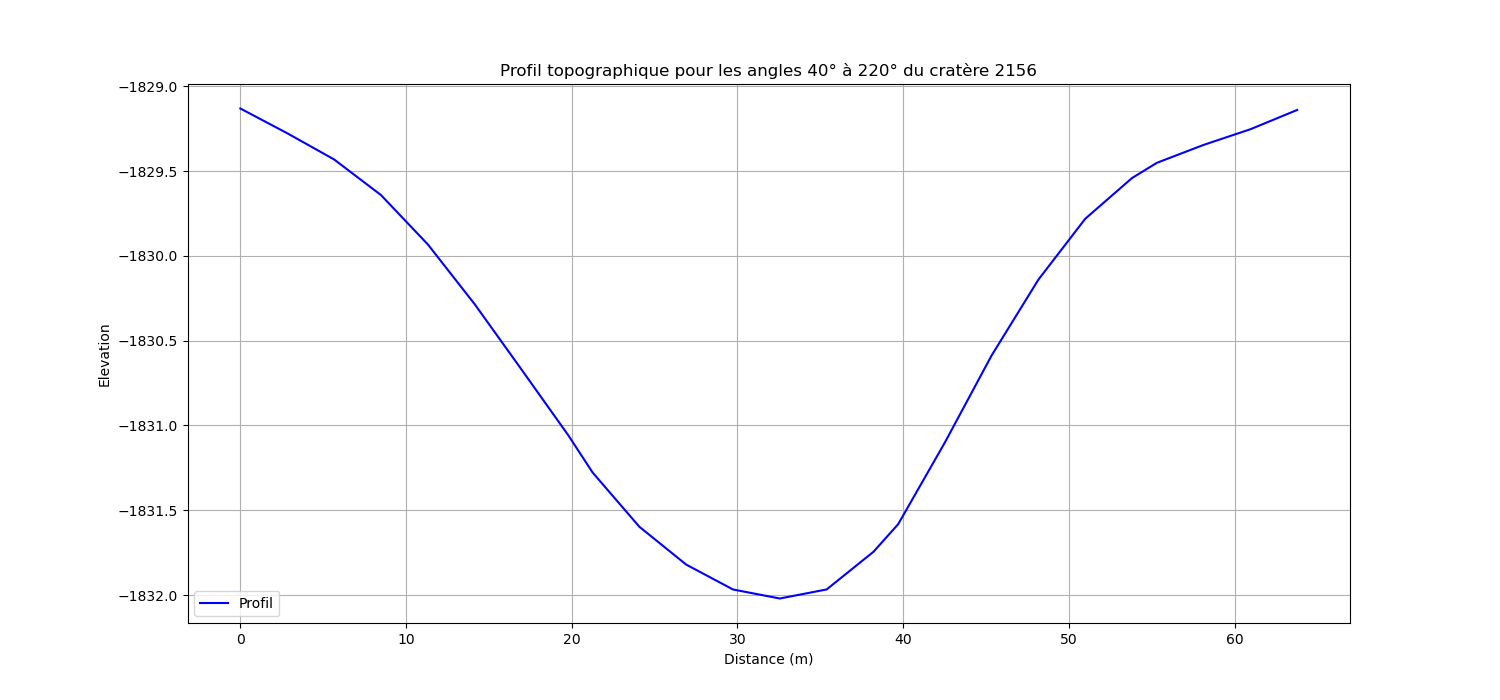 Profil topographique pour les angles 40° à 220° du cratère 2156
−1829.0
−1829.5
−1830.0
−1830.5
−1831.0
−1831.5
−1832.0
Elevation
Profil
0 10 20 30 40 50 60
Distance (m)